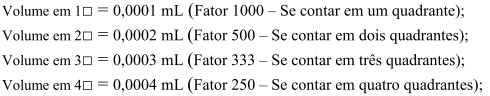 Volume em 1□ = 0,0001 mL (Fator 1000 – Se contar em um quadrante);
Volume em 2□ = 0,0002 mL (Fator 500 – Se contar em dois quadrantes);
Volume em 3□ = 0,0003 mL (Fator 333 – Se contar em três quadrantes);
Volume em 4□ = 0,0004 mL (Fator 250 – Se contar em quatro quadrantes);